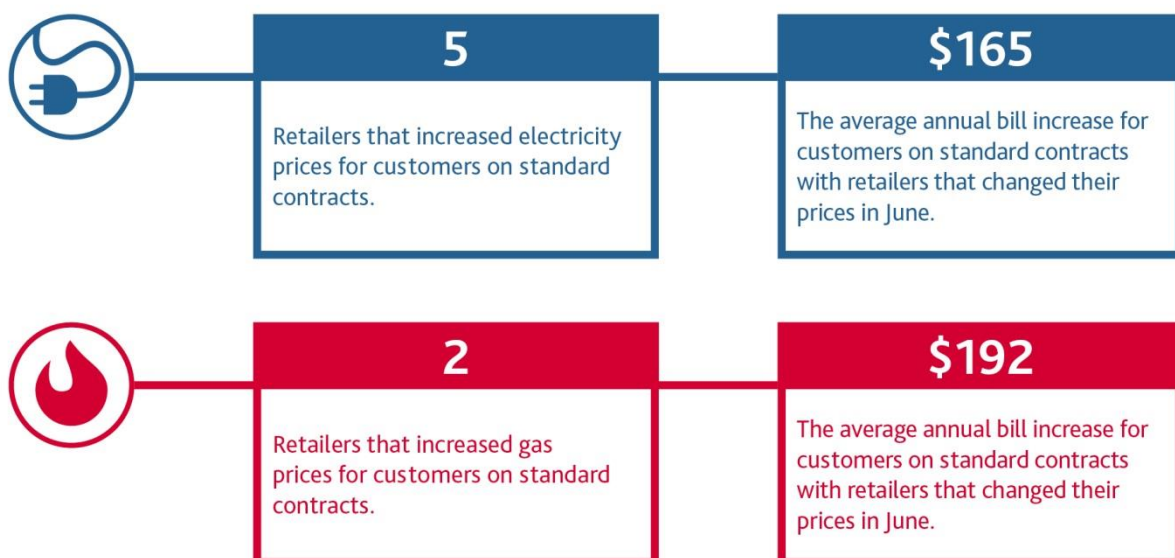 5
Retailers that increased electricity
prices for customers on standard
contracts.
$165
The average annual bill increase for
customers on standard contracts
with retailers that changed their
prices in June.
2
Retailers that increased gas
prices for customers on standard
contracts.
$192
The average annual bill increase for
customers on standard contracts
with retailers that changed their
prices in June.